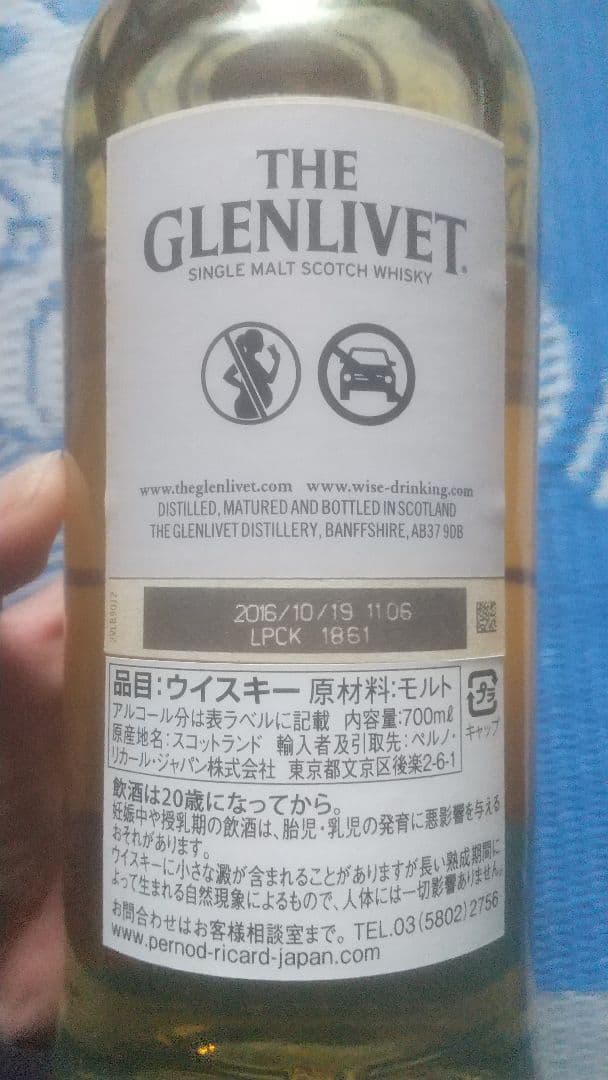 THE
GLENLIVET®
SINGLE MALT SCOTCH WHISKY
www.theglenlivet.com www.wise-drinking.com
DISTILLED, MATURED AND BOTTLED IN SCOTLAND
THE GLENLIVET DISTILLERY, BANFFSHIRE, AB37 9DB
2016/10/19 11:06
LPCK 1861
品目:ウイスキー 原材料:モルト
アルコール分は表ラベルに記載 内容量:700mℓ
原産地名:スコットランド 輸入者及引取先:ペルノ・
リカール・ジャパン株式会社 東京都文京区後楽2-6-1
プラ
キャップ
飲酒は20歳になってから。
妊娠中や授乳期の飲酒は、胎児・乳児の発育に悪影響を与える
おそれがあります。
ウイスキーに小さな澱が含まれることがありますが長い熟成期間に
よって生まれる自然現象によるもので、人体には一切影響ありません。
お問合わせはお客様相談室まで。TEL.03(5802)2756
www.pernod-ricard-japan.com